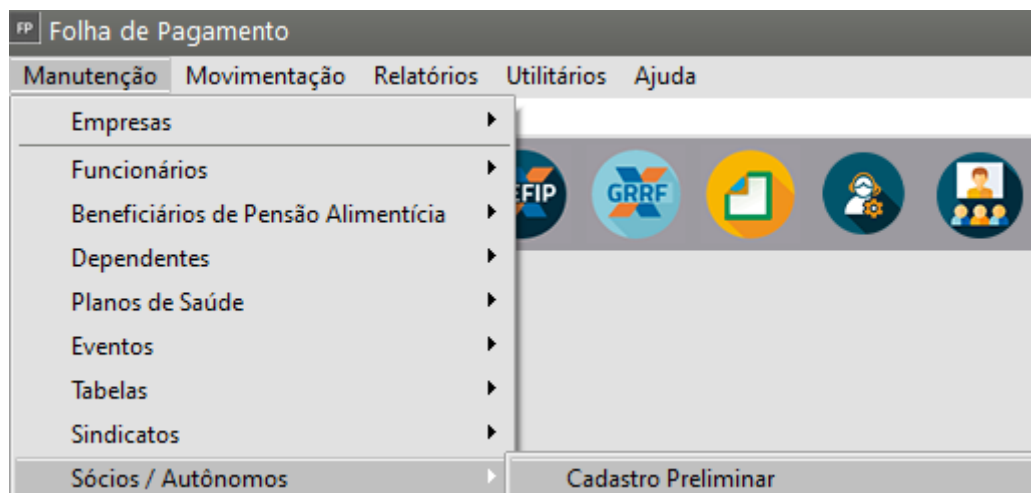 FP Folha de Pagamento
Manutenção Movimentação Relatórios Utilitários Ajuda
Empresas
Funcionários
EFIP GRRF
Beneficiários de Pensão Alimentícia
Dependentes
Planos de Saúde
Eventos
Tabelas
Sindicatos
Sócios / Autônomos Cadastro Preliminar